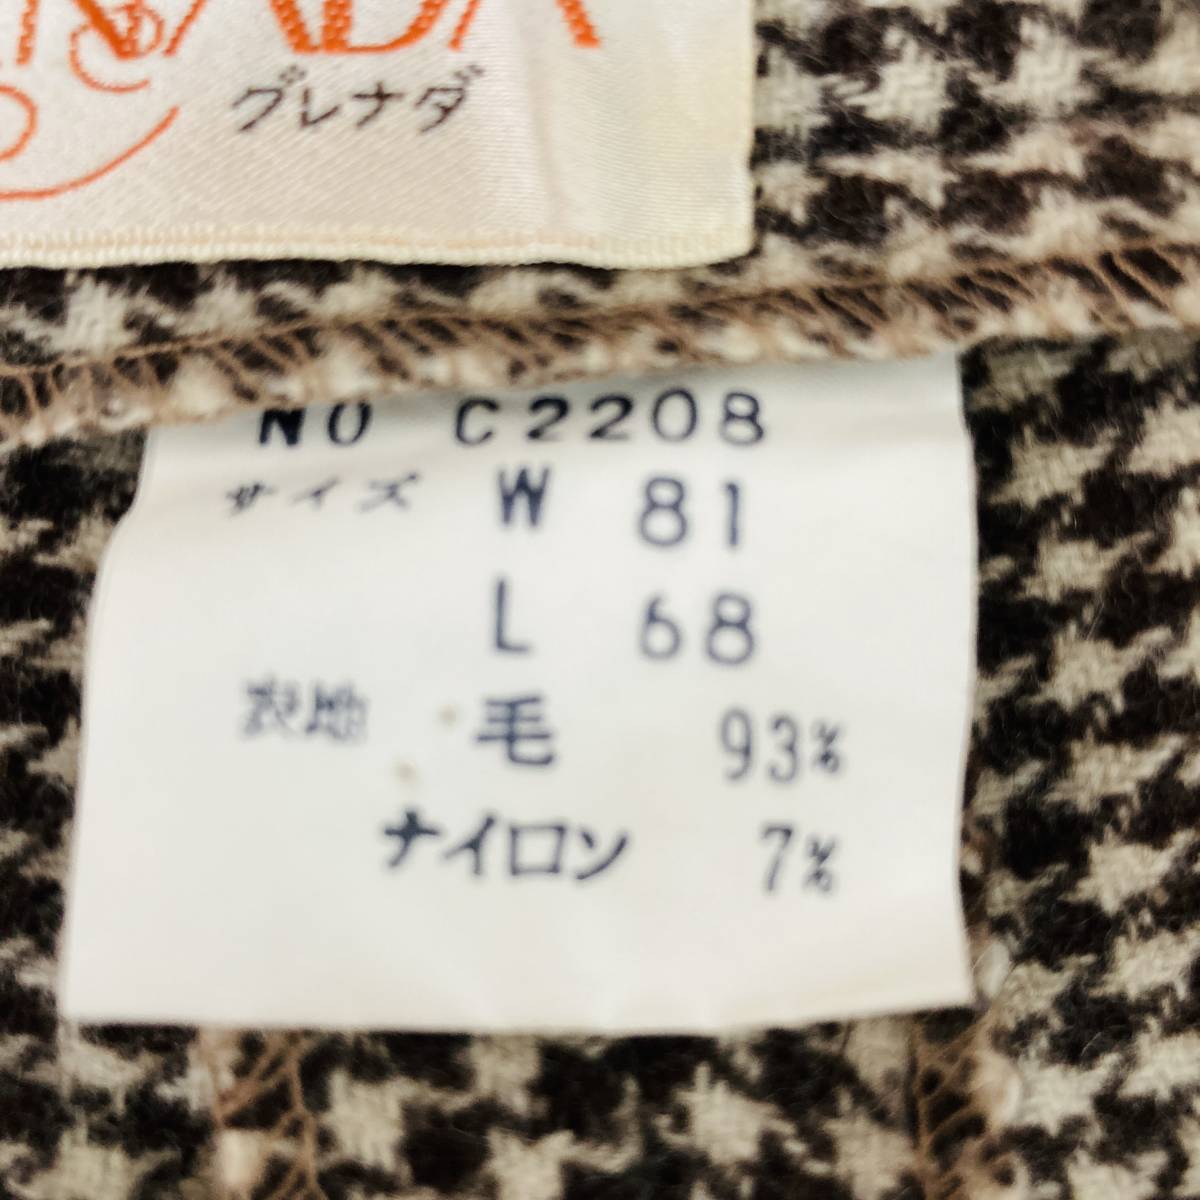 グレナダ
NO C2208
サイズ W 81
L 68
表地 毛 93%
ナイロン 7%